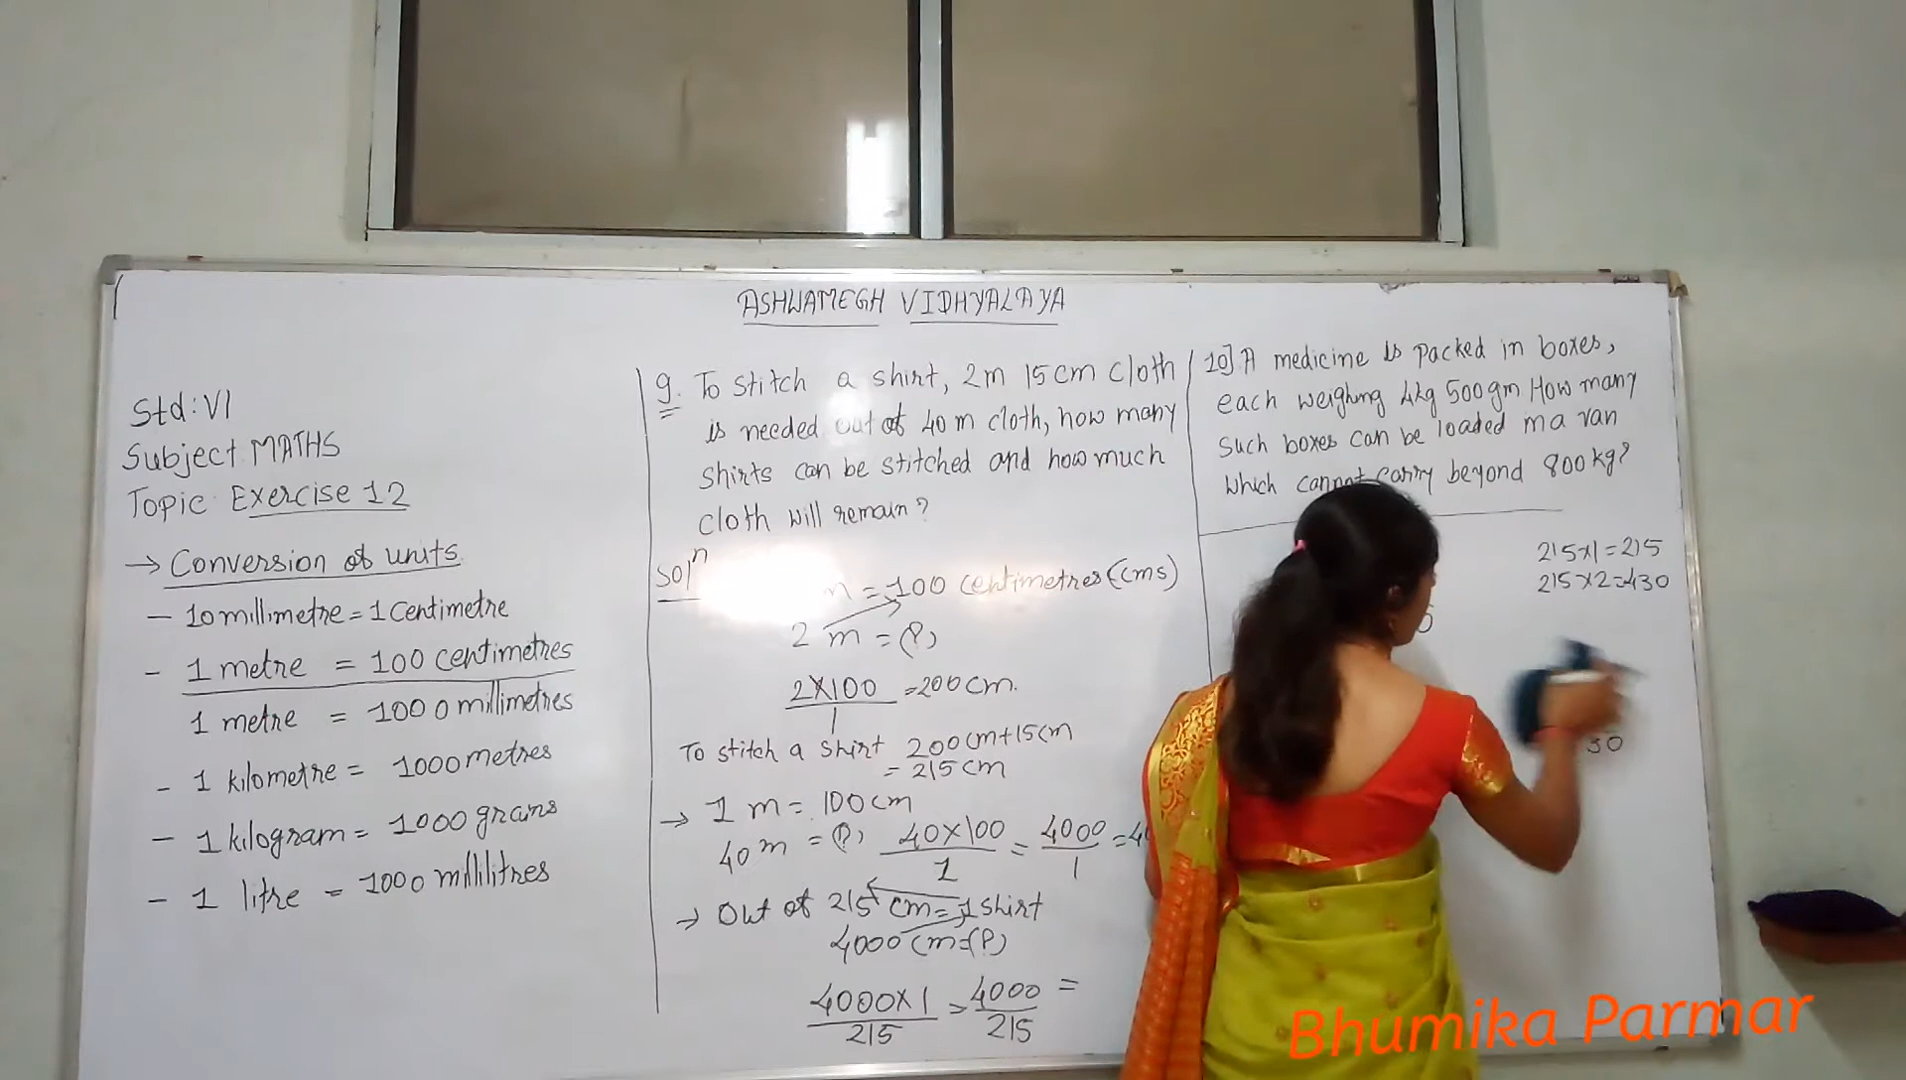 ASHWAMEGH VIDHYALAYA
Std:VI
Subject MATHS
Topic Exercise 12
→ Conversion of units
- 10 millimetre = 1 Centimetre
- 1 metre = 100 centimetres
1 metre = 1000 millimetres
- 1 kilometre = 1000 metres
- 1 kilogram = 1000 grams
- 1 litre = 1000 millilitres
9. To stitch a shirt, 2m 15cm cloth
is needed out of 40 m cloth, how many
shirts can be stitched and how much
cloth will remain?
Solⁿ
m = 100 centimetres (cms)
2 m = (?)
2×100 = 200 cm.
1
To stitch a shirt 200cm+15cm
= 215 cm
→ 1 m = 100 cm
40 m = (?) 40×100 = 4000 =
1 1
→ Out of 215 cm = 1 shirt
4000 cm = (?)
4000×1 = 4000 =
215 215
10] A medicine is packed in boxes,
each weighing 4kg 500gm How many
Such boxes can be loaded in a van
Which cannot carry beyond 800 kg?
215×1=215
215×2=430
30
Bhumika Parmar